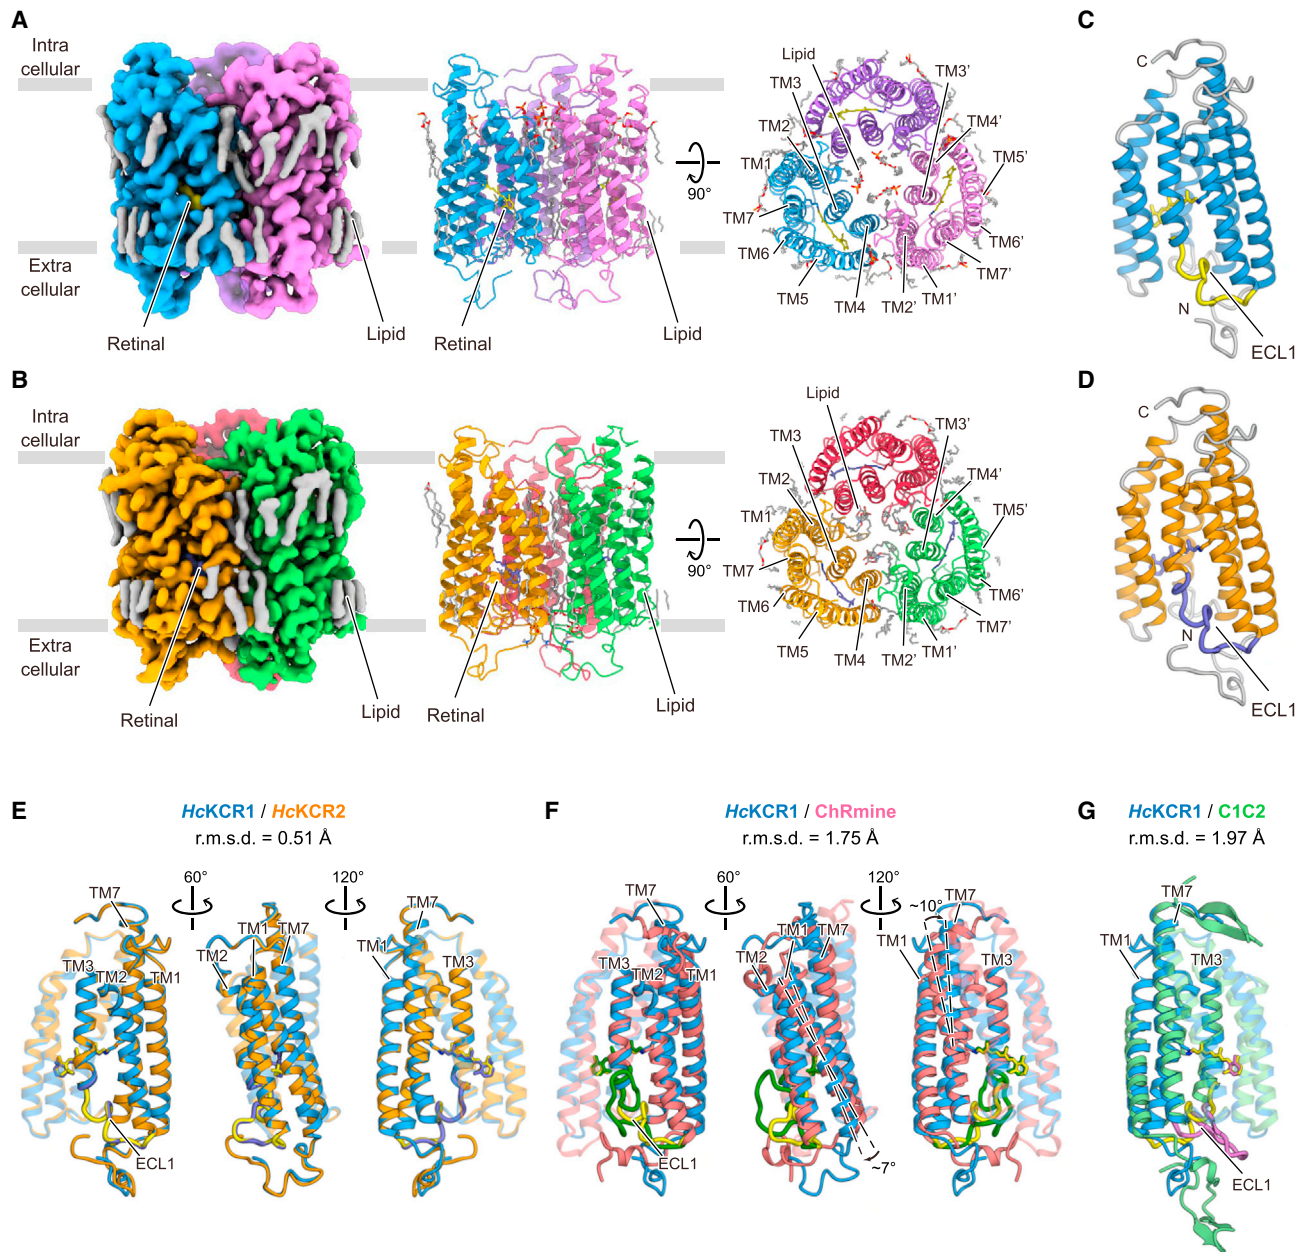 A
Intra
cellular
Extra
cellular
Retinal
Lipid
Retinal
Lipid
90°
Lipid
TM3
TM2
TM1
TM7
TM6
TM5
TM4
TM2’
TM1’
TM7’
TM6’
TM5’
TM4’
TM3’
C
C
N
ECL1
B
Intra
cellular
Extra
cellular
Retinal
Lipid
Retinal
Lipid
90°
Lipid
TM3
TM2
TM1
TM7
TM6
TM5
TM4
TM2’
TM1’
TM7’
TM6’
TM5’
TM4’
TM3’
D
C
N
ECL1
E
HcKCR1 / HcKCR2
r.m.s.d. = 0.51 Å
60°
120°
TM7
TM3
TM2
TM1
ECL1
TM2
TM1
TM7
TM7
TM1
TM3
F
HcKCR1 / ChRmine
r.m.s.d. = 1.75 Å
60°
120°
TM7
TM3
TM2
TM1
ECL1
TM2
TM1
TM7
~7°
~10°
TM7
TM1
TM3
G
HcKCR1 / C1C2
r.m.s.d. = 1.97 Å
TM7
TM1
TM3
ECL1